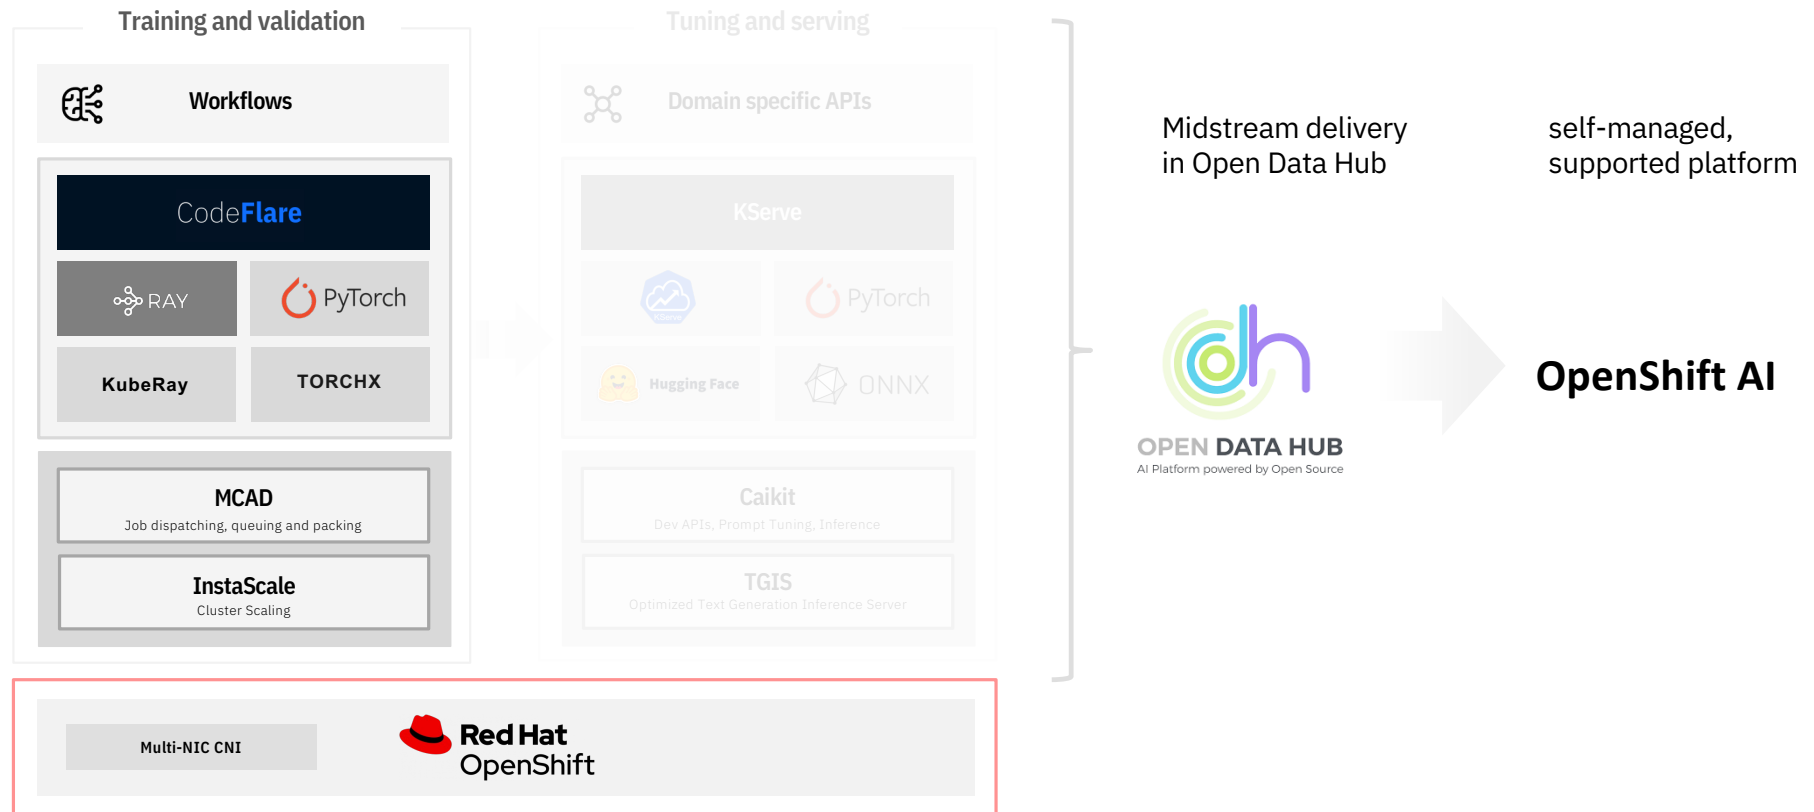 Training and validation
Workflows
CodeFlare
RAY
PyTorch
KubeRay
TORCHX
MCAD
Job dispatching, queuing and packing
InstaScale
Cluster Scaling
Tuning and serving
Domain specific APIs
KServe
KServe
PyTorch
Hugging Face
ONNX
Caikit
Dev APIs, Prompt Tuning, Inference
TGIS
Optimized Text Generation Inference Server
Multi-NIC CNI
Red Hat
OpenShift
Midstream delivery
in Open Data Hub
OPEN DATA HUB
AI Platform powered by Open Source
self-managed,
supported platform
OpenShift AI